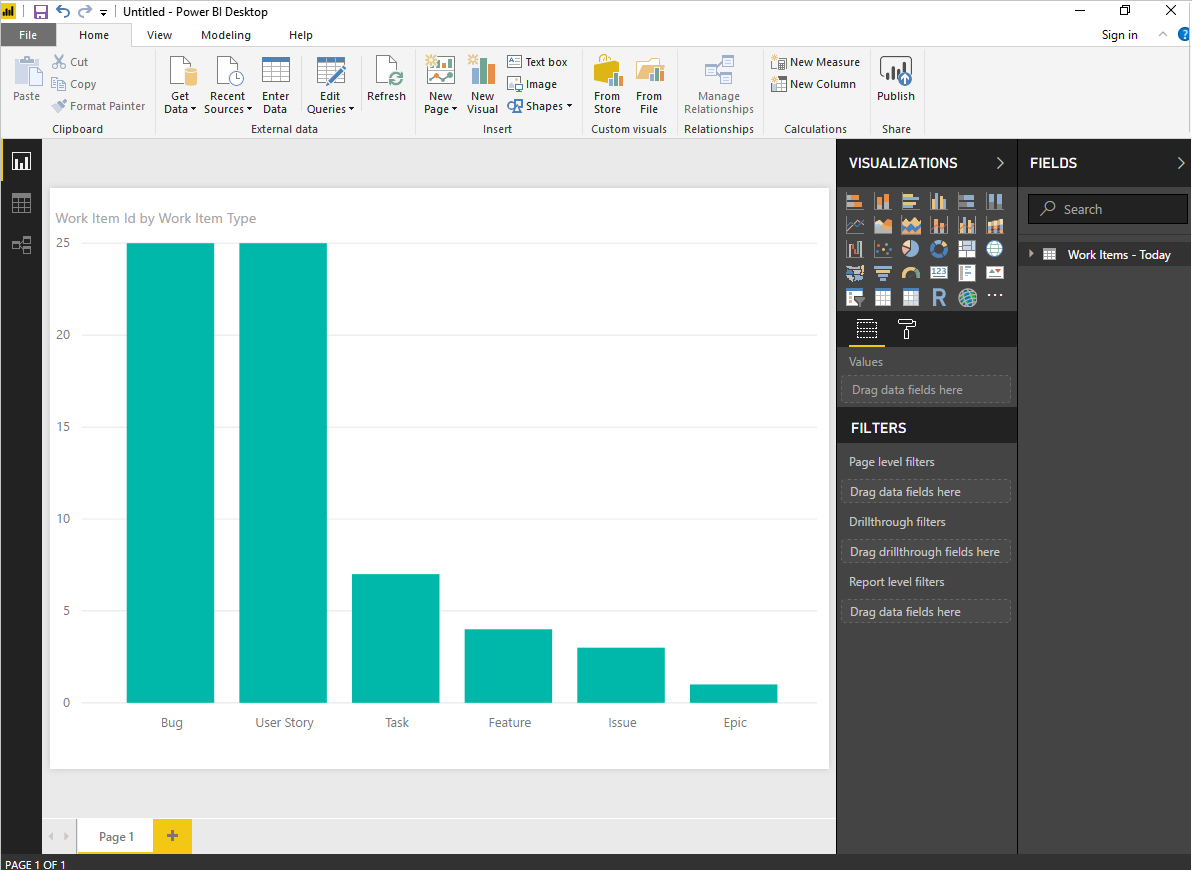 Untitled - Power BI Desktop
File Home View Modeling Help Sign in ?
Paste
Cut
Copy
Format Painter
Clipboard
Get Data
Recent Sources
Enter Data
Edit Queries
Refresh
External data
New Page
New Visual
Text box
Image
Shapes
Insert
From Store
From File
Custom visuals
Manage Relationships
Relationships
New Measure
New Column
Calculations
Publish
Share
Work Item Id by Work Item Type
25
20
15
10
5
0
Bug User Story Task Feature Issue Epic
Page 1 +
PAGE 1 OF 1
VISUALIZATIONS
123
R
...
Values
Drag data fields here
FILTERS
Page level filters
Drag data fields here
Drillthrough filters
Drag drillthrough fields here
Report level filters
Drag data fields here
FIELDS
Search
Work Items - Today